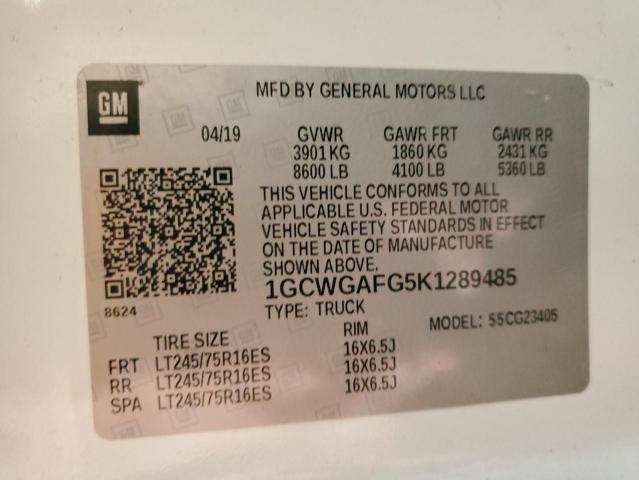 GM
MFD BY GENERAL MOTORS LLC
04/19 GVWR GAWR FRT GAWR RR
3901 KG 1860 KG 2431 KG
8600 LB 4100 LB 5360 LB
THIS VEHICLE CONFORMS TO ALL
APPLICABLE U.S. FEDERAL MOTOR
VEHICLE SAFETY STANDARDS IN EFFECT
ON THE DATE OF MANUFACTURE
SHOWN ABOVE.
1GCWGAFG5K1289485
8624
TYPE: TRUCK MODEL: 55CG23405
TIRE SIZE RIM
FRT LT245/75R16ES 16X6.5J
RR LT245/75R16ES 16X6.5J
SPA LT245/75R16ES 16X6.5J